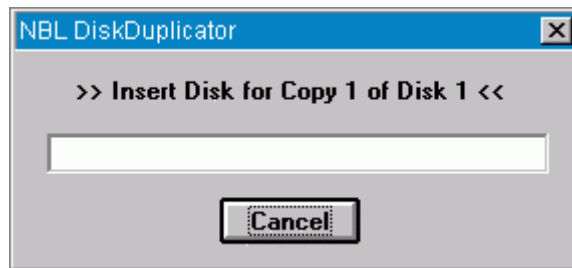 NBL DiskDuplicator
>> Insert Disk for Copy 1 of Disk 1 <<
Cancel